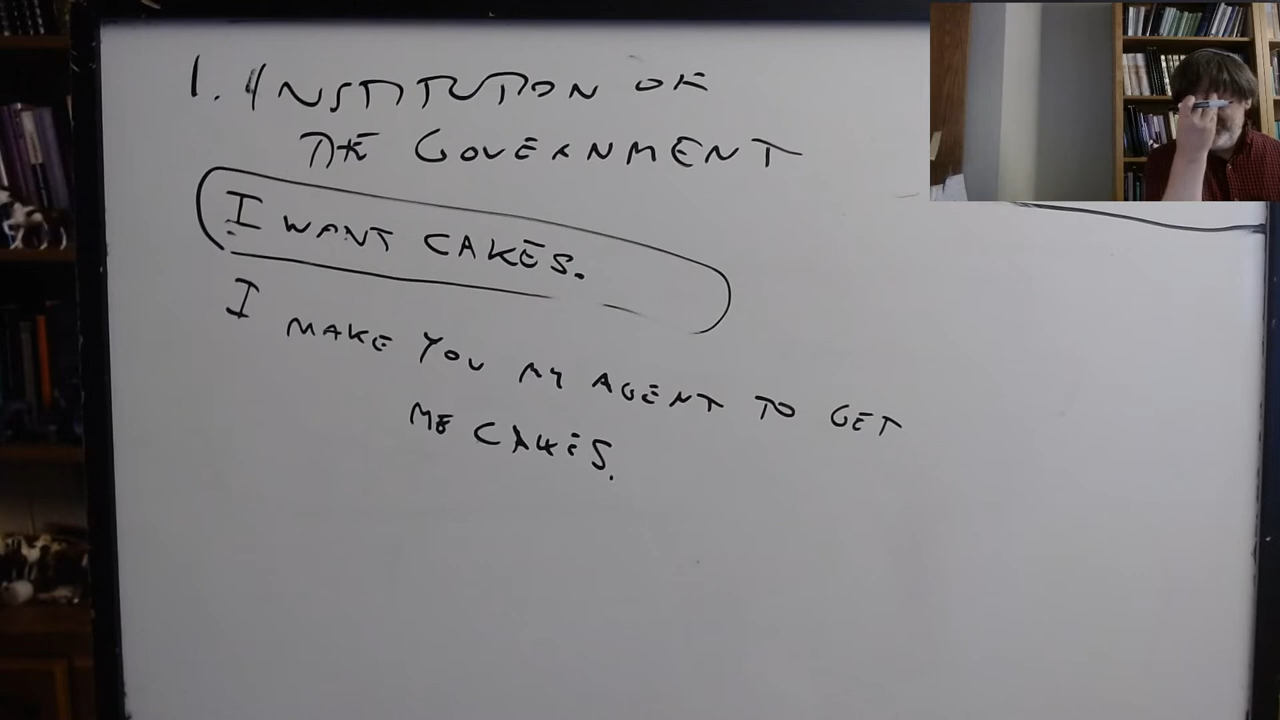 1. INSTITUTION OF
THE GOVERNMENT
I WANT CAKES.
I MAKE YOU MY AGENT TO GET
ME CAKES.